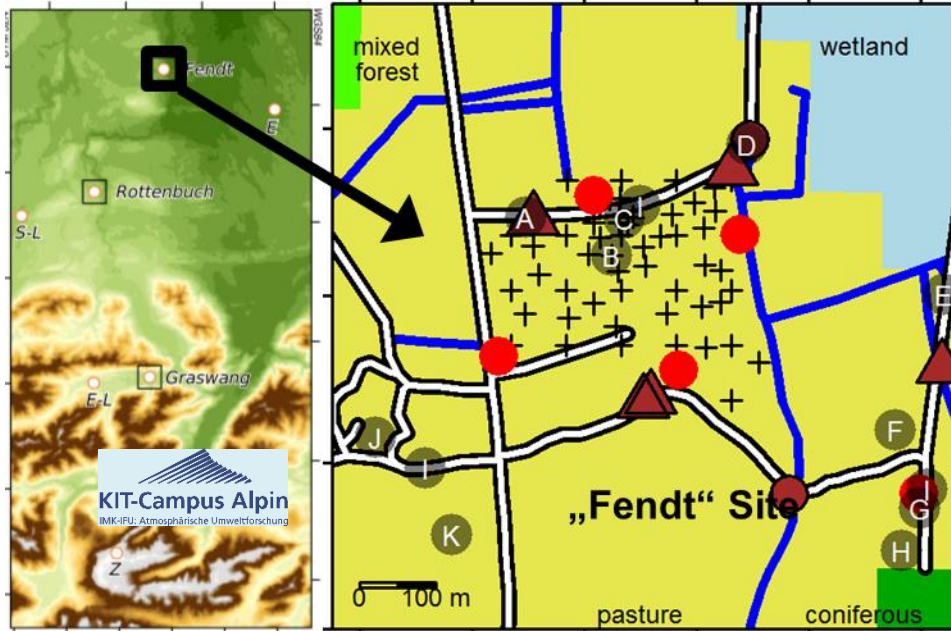 WGS84
Fendt
E
Rottenbuch
S-L
Graswang
E-L
KIT-Campus Alpin
IMK-IFU: Atmosphärische Umweltforschung
Z
mixed
forest
wetland
D
A
C
I
B
E
J
I
F
I
G
K
H
„Fendt“ Site
0 100 m
pasture
coniferous